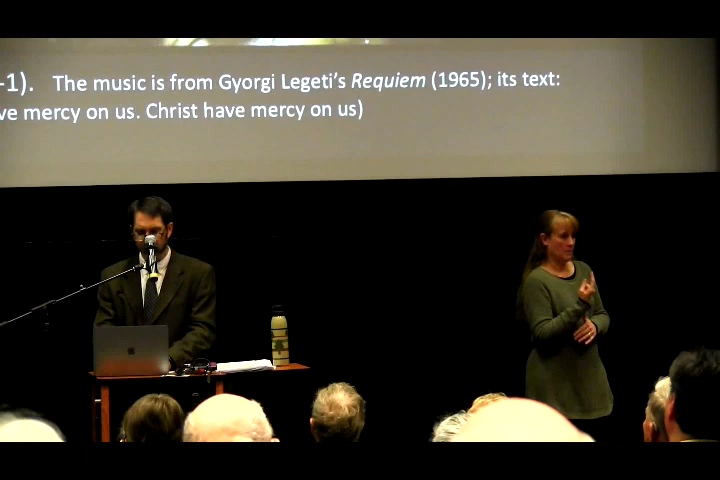 -1). The music is from Gyorgi Legeti's Requiem (1965); its text:
ve mercy on us. Christ have mercy on us)